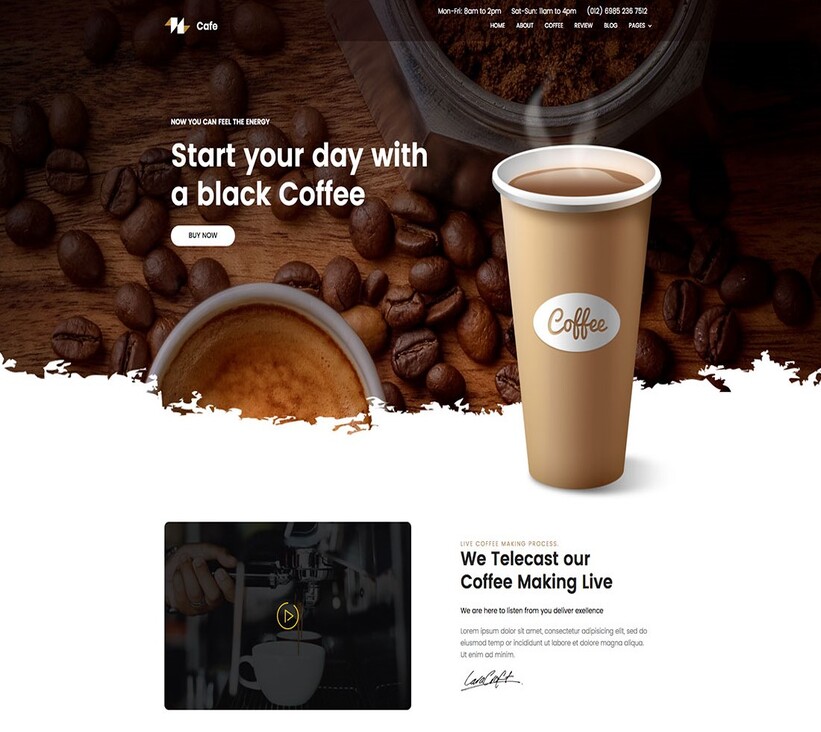 Mon-Fri: 8am to 2pm Sat-Sun: 11am to 4pm (012) 6985 236 7512
Cafe
HOME ABOUT COFFEE REVIEW BLOG PAGES
NOW YOU CAN FEEL THE ENERGY
Start your day with
a black Coffee
BUY NOW
Coffee
LIVE COFFEE MAKING PROCESS.
We Telecast our
Coffee Making Live
We are here to listen from you deliver exellence
Lorem ipsum dolor sit amet, consectetur adipisicing elit, sed do
eiusmod temor or incididunt ut labore et dolore magna aliqua.
Ut enim ad minim.